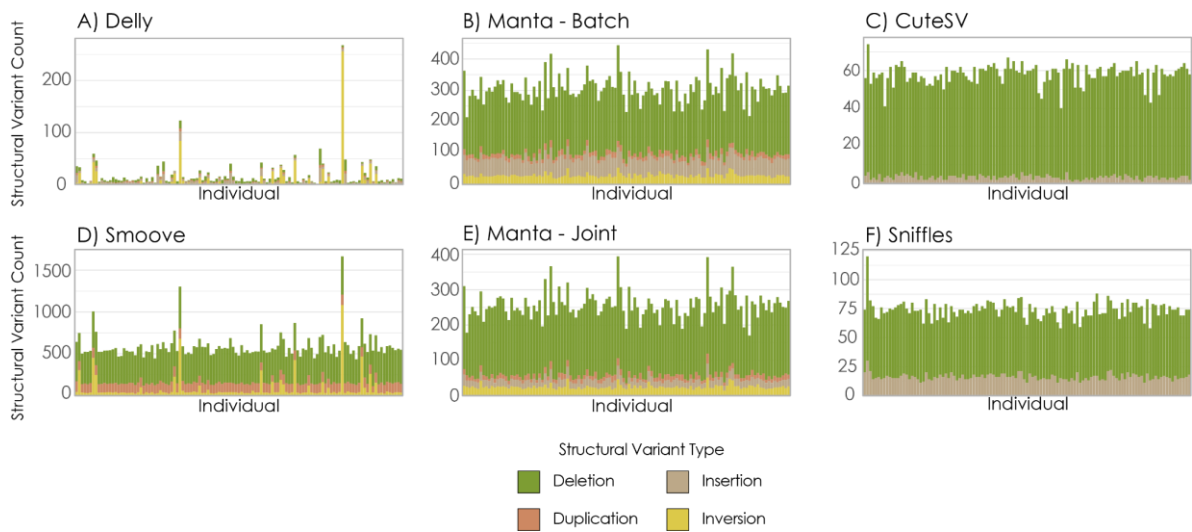 A) Delly
B) Manta - Batch
C) CuteSV
Structural Variant Count
200
100
0
Individual
400
300
200
100
0
Individual
60
40
20
0
Individual
D) Smoove
E) Manta - Joint
F) Sniffles
Structural Variant Count
1500
1000
500
0
Individual
400
300
200
100
0
Individual
125
100
75
50
25
0
Individual
Structural Variant Type
Deletion
Insertion
Duplication
Inversion